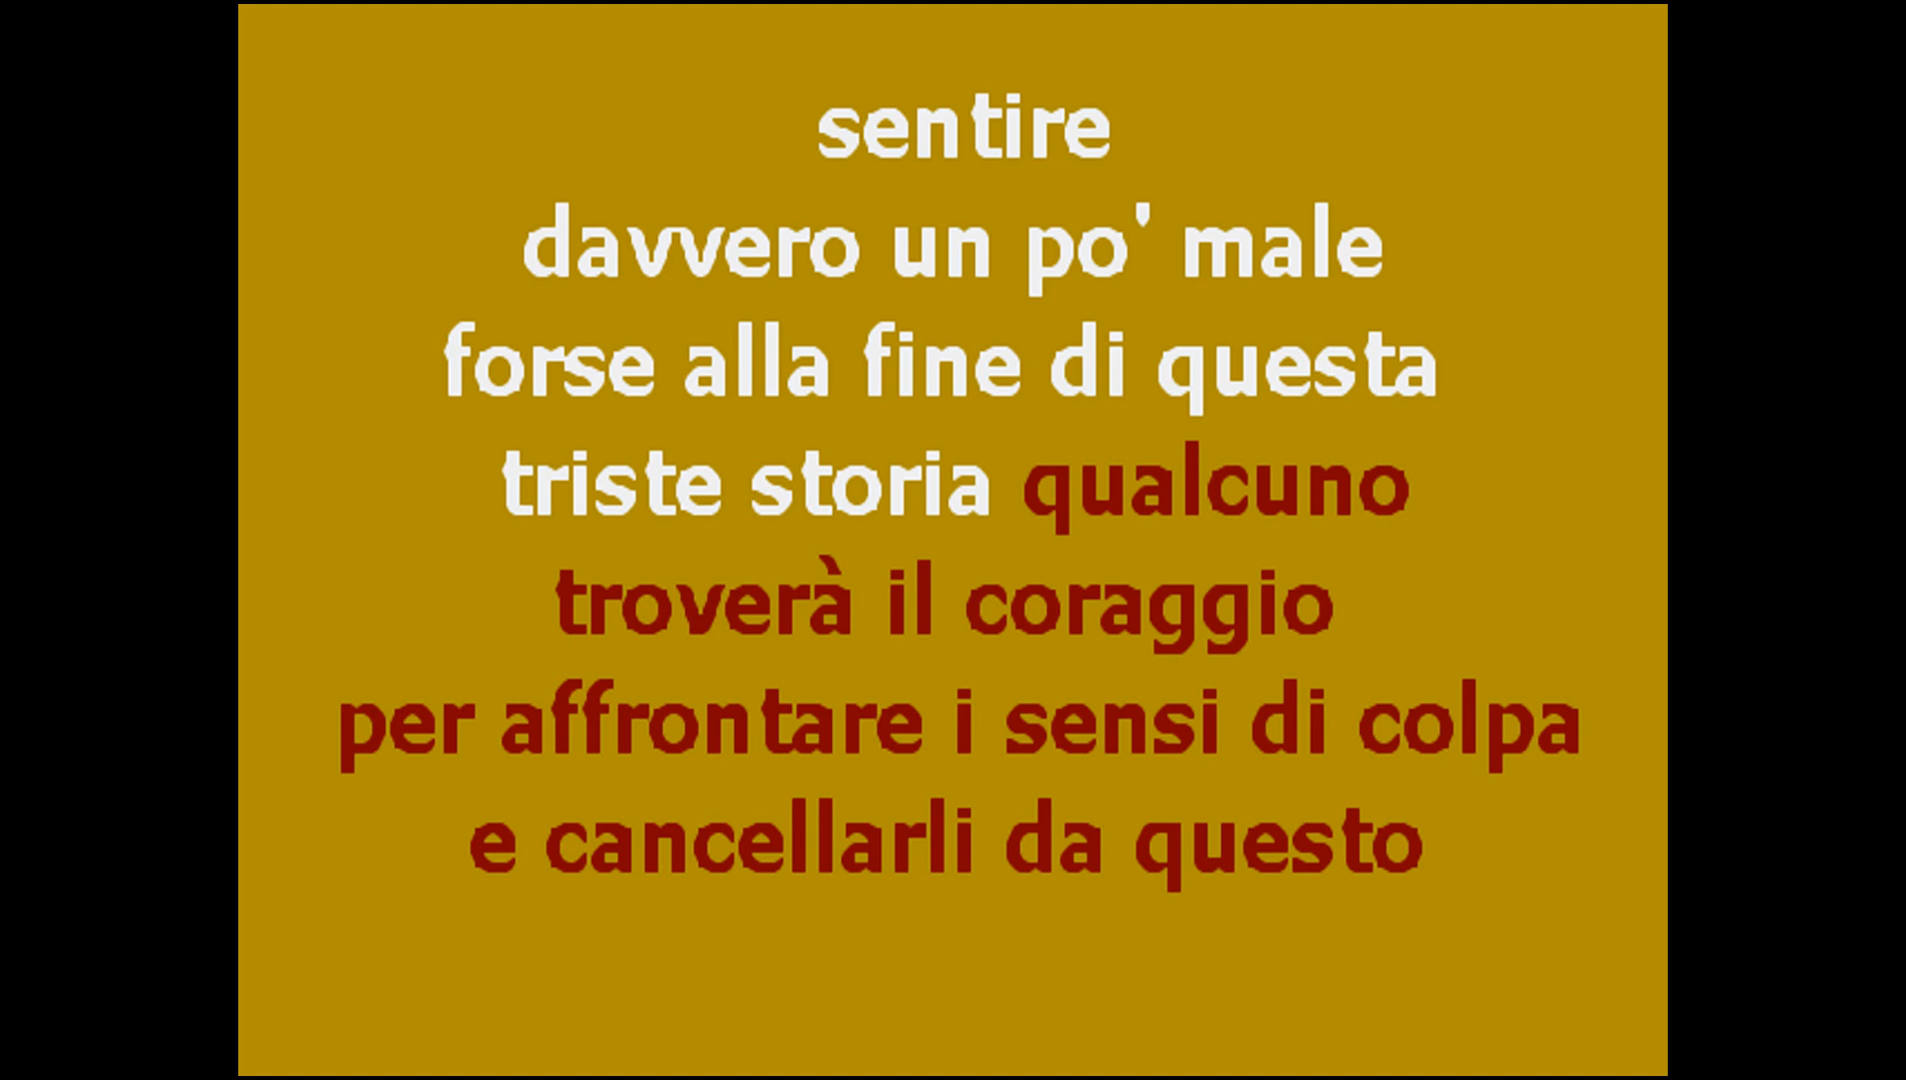 sentire
davvero un po' male
forse alla fine di questa
triste storia qualcuno
troverà il coraggio
per affrontare i sensi di colpa
e cancellarli da questo